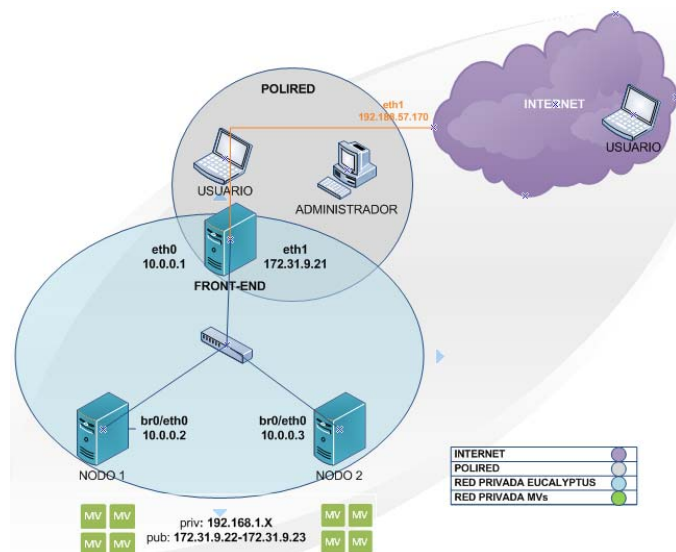 POLIRED
eth1
192.168.57.170
INTERNET
USUARIO
USUARIO
ADMINISTRADOR
eth0
10.0.0.1
eth1
172.31.9.21
FRONT-END
br0/eth0
10.0.0.2
br0/eth0
10.0.0.3
NODO 1
NODO 2
INTERNET
POLIRED
RED PRIVADA EUCALYPTUS
RED PRIVADA MVs
MV MV
MV MV
priv: 192.168.1.X
pub: 172.31.9.22-172.31.9.23
MV MV
MV MV